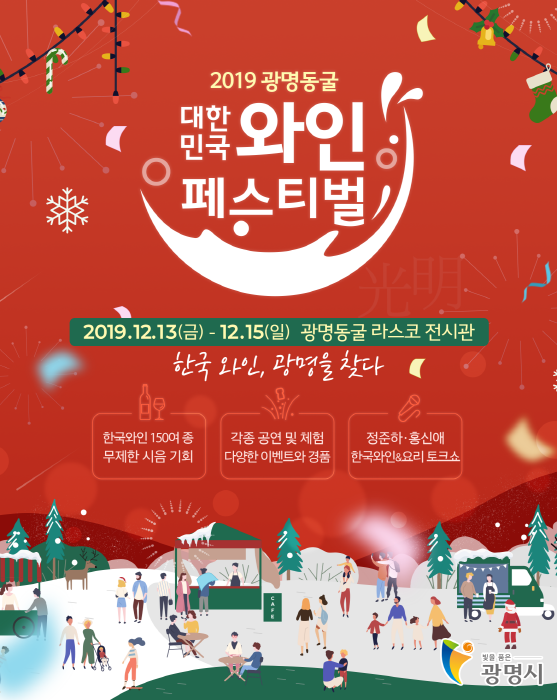 2019 광명동굴
대한
민국 와인
페스티벌
光明
2019.12.13(금) - 12.15(일) 광명동굴 라스코 전시관
한국 와인, 광명을 찾다
한국와인 150여 종
무제한 시음 기회
각종 공연 및 체험
다양한 이벤트와 경품
정준하·홍신애
한국와인&요리 토크쇼
CAFE
빛을 품은
광명시